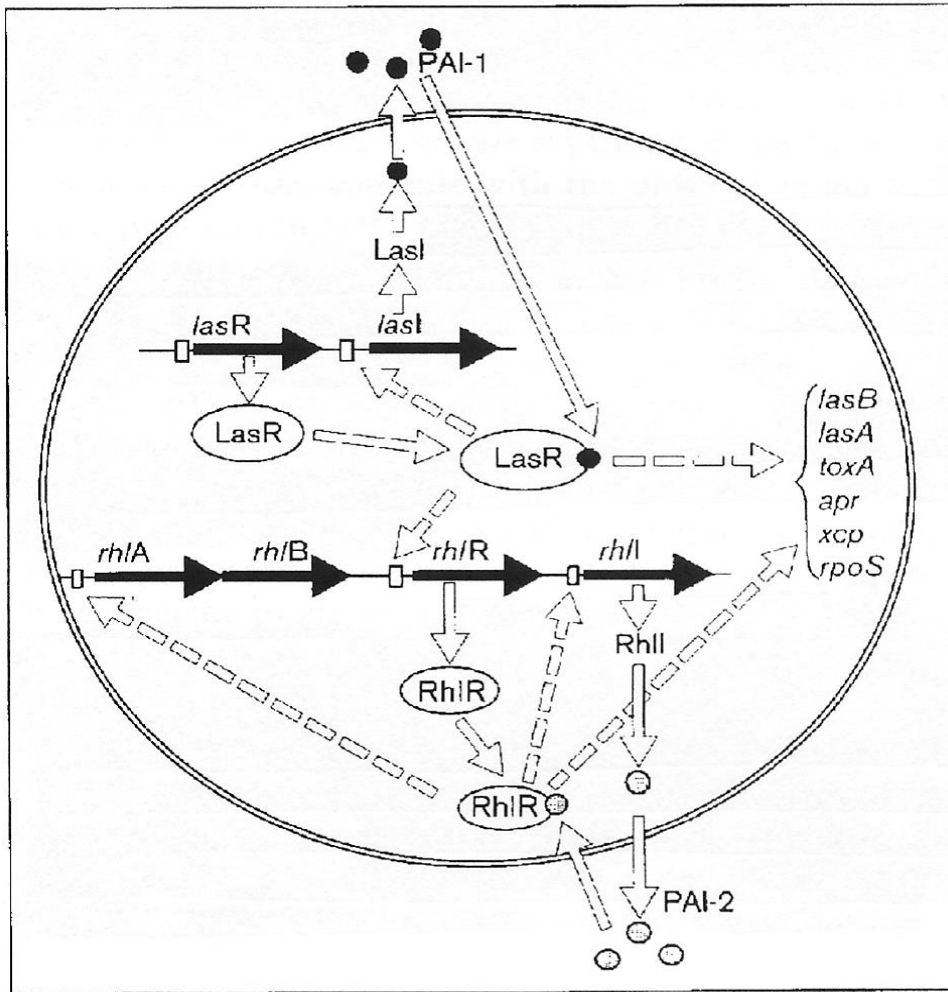 PAI-1
LasI
lasR
lasI
LasR
LasR
lasB
lasA
toxA
apr
xcp
rpoS
rhlA
rhlB
rhlR
rhlI
RhlI
RhlR
RhlR
PAI-2